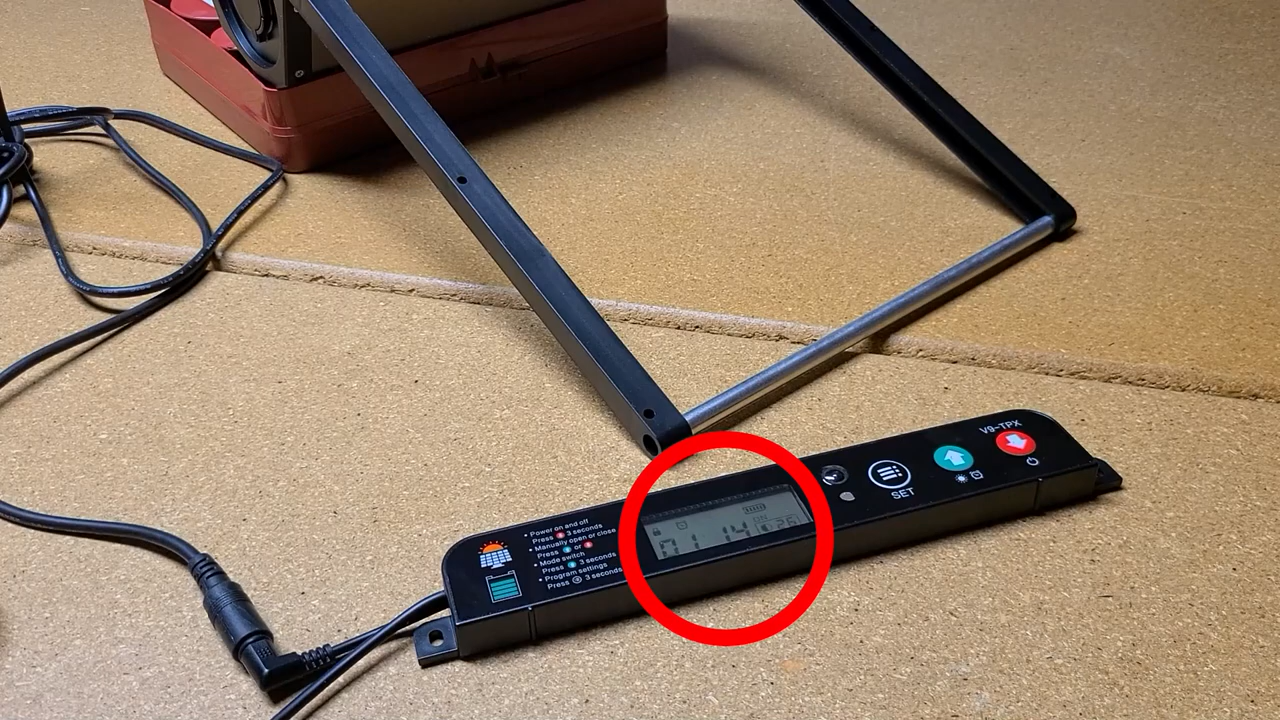 V9-TPX
• Power on and off
Press 3 seconds
• Manually open or close
Press or
• Mode switch
Press 3 seconds
• Program settings
Press 3 seconds
ON
SET